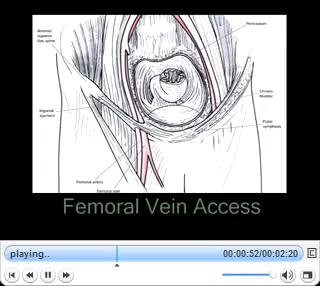 Anterior
superior
iliac spine
Peritoneum
Urinary
bladder
Inguinal
ligament
Pubic
symphysis
Femoral artery
Femoral vein
Femoral Vein Access
playing..
00:00:52/00:02:20